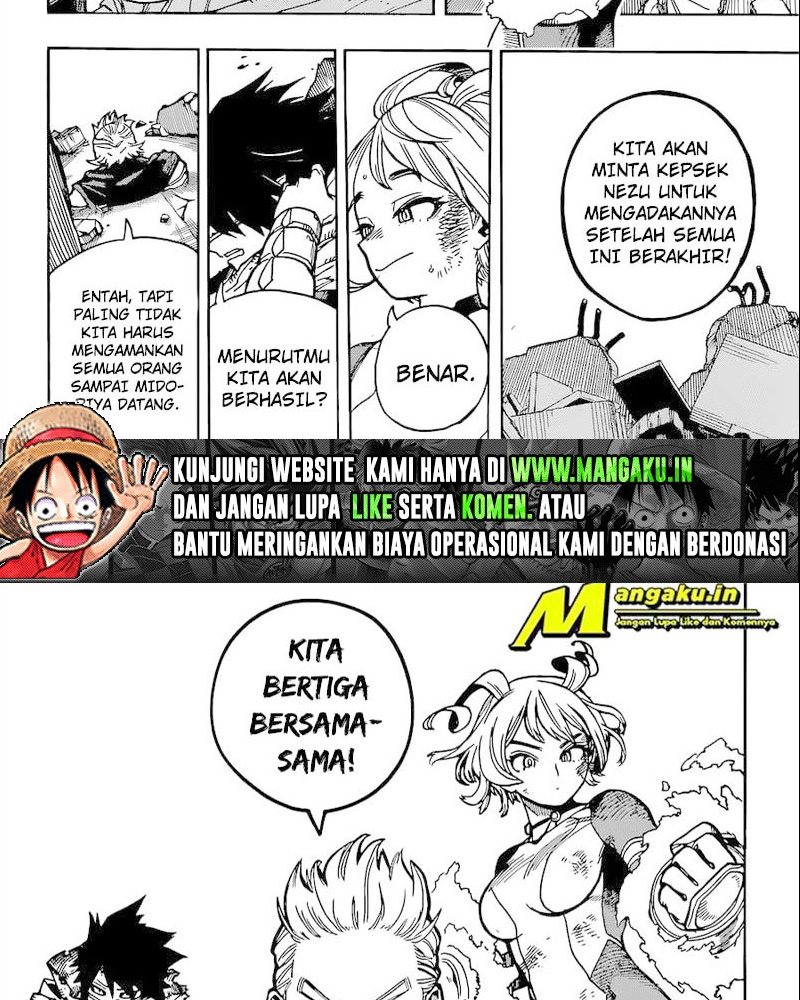 KITA AKAN
MINTA KEPSEK
NEZU UNTUK
MENGADAKANNYA
SETELAH SEMUA
INI BERAKHIR!
BENAR.
MENURUTMU
KITA AKAN
BERHASIL?
ENTAH, TAPI
PALING TIDAK
KITA HARUS
MENGAMANKAN
SEMUA ORANG
SAMPAI MIDO-
RIYA DATANG.
KUNJUNGI WEBSITE KAMI HANYA DI WWW.MANGAKU.IN
DAN JANGAN LUPA LIKE SERTA KOMEN. ATAU
BANTU MERINGANKAN BIAYA OPERASIONAL KAMI DENGAN BERDONASI
Mangaku.in
Jangan Lupa Like dan Komennya
KITA
BERTIGA
BERSAMA-
SAMA!